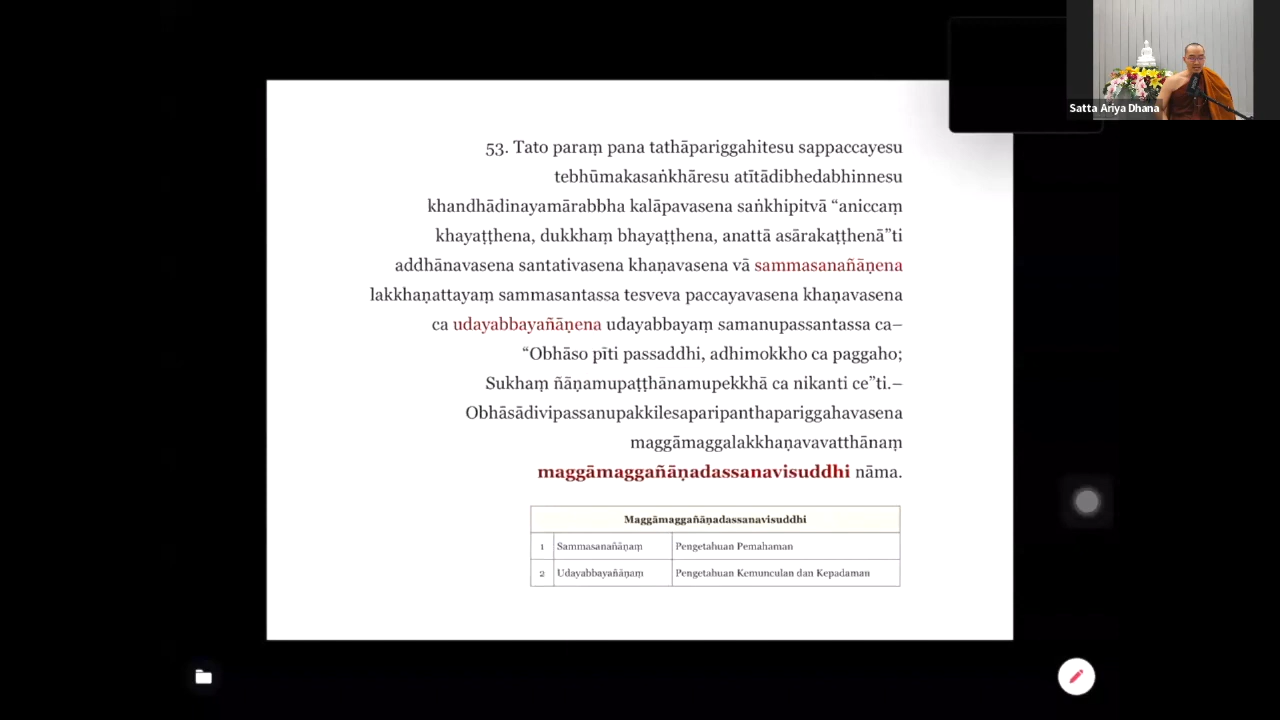 Satta Ariya Dhana
53. Tato paraṃ pana tathāpariggahitesu sappaccayesu
tebhūmakasaṅkhāresu atītādibhedabhinnesu
khandhādinayamārabbha kalāpavasena saṅkhipitvā “aniccaṃ
khayaṭṭhena, dukkhaṃ bhayaṭṭhena, anattā asārakaṭṭhenā”ti
addhānavasena santativasena khaṇavasena vā sammasanañāṇena
lakkhaṇattayaṃ sammasantassa tesveva paccayavasena khaṇavasena
ca udayabbayañāṇena udayabbayaṃ samanupassantassa ca–
“Obhāso pīti passaddhi, adhimokkho ca paggaho;
Sukhaṃ ñāṇamupaṭṭhānamupekkhā ca nikanti ce”ti.–
Obhāsādivipassanupakkilesaparipanthapariggahavasena
maggāmaggalakkhaṇavavatthānaṃ
maggāmaggañāṇadassanavisuddhi nāma.
Maggāmaggañāṇadassanavisuddhi
1 Sammasanañāṇaṃ Pengetahuan Pemahaman
2 Udayabbayañāṇaṃ Pengetahuan Kemunculan dan Kepadaman